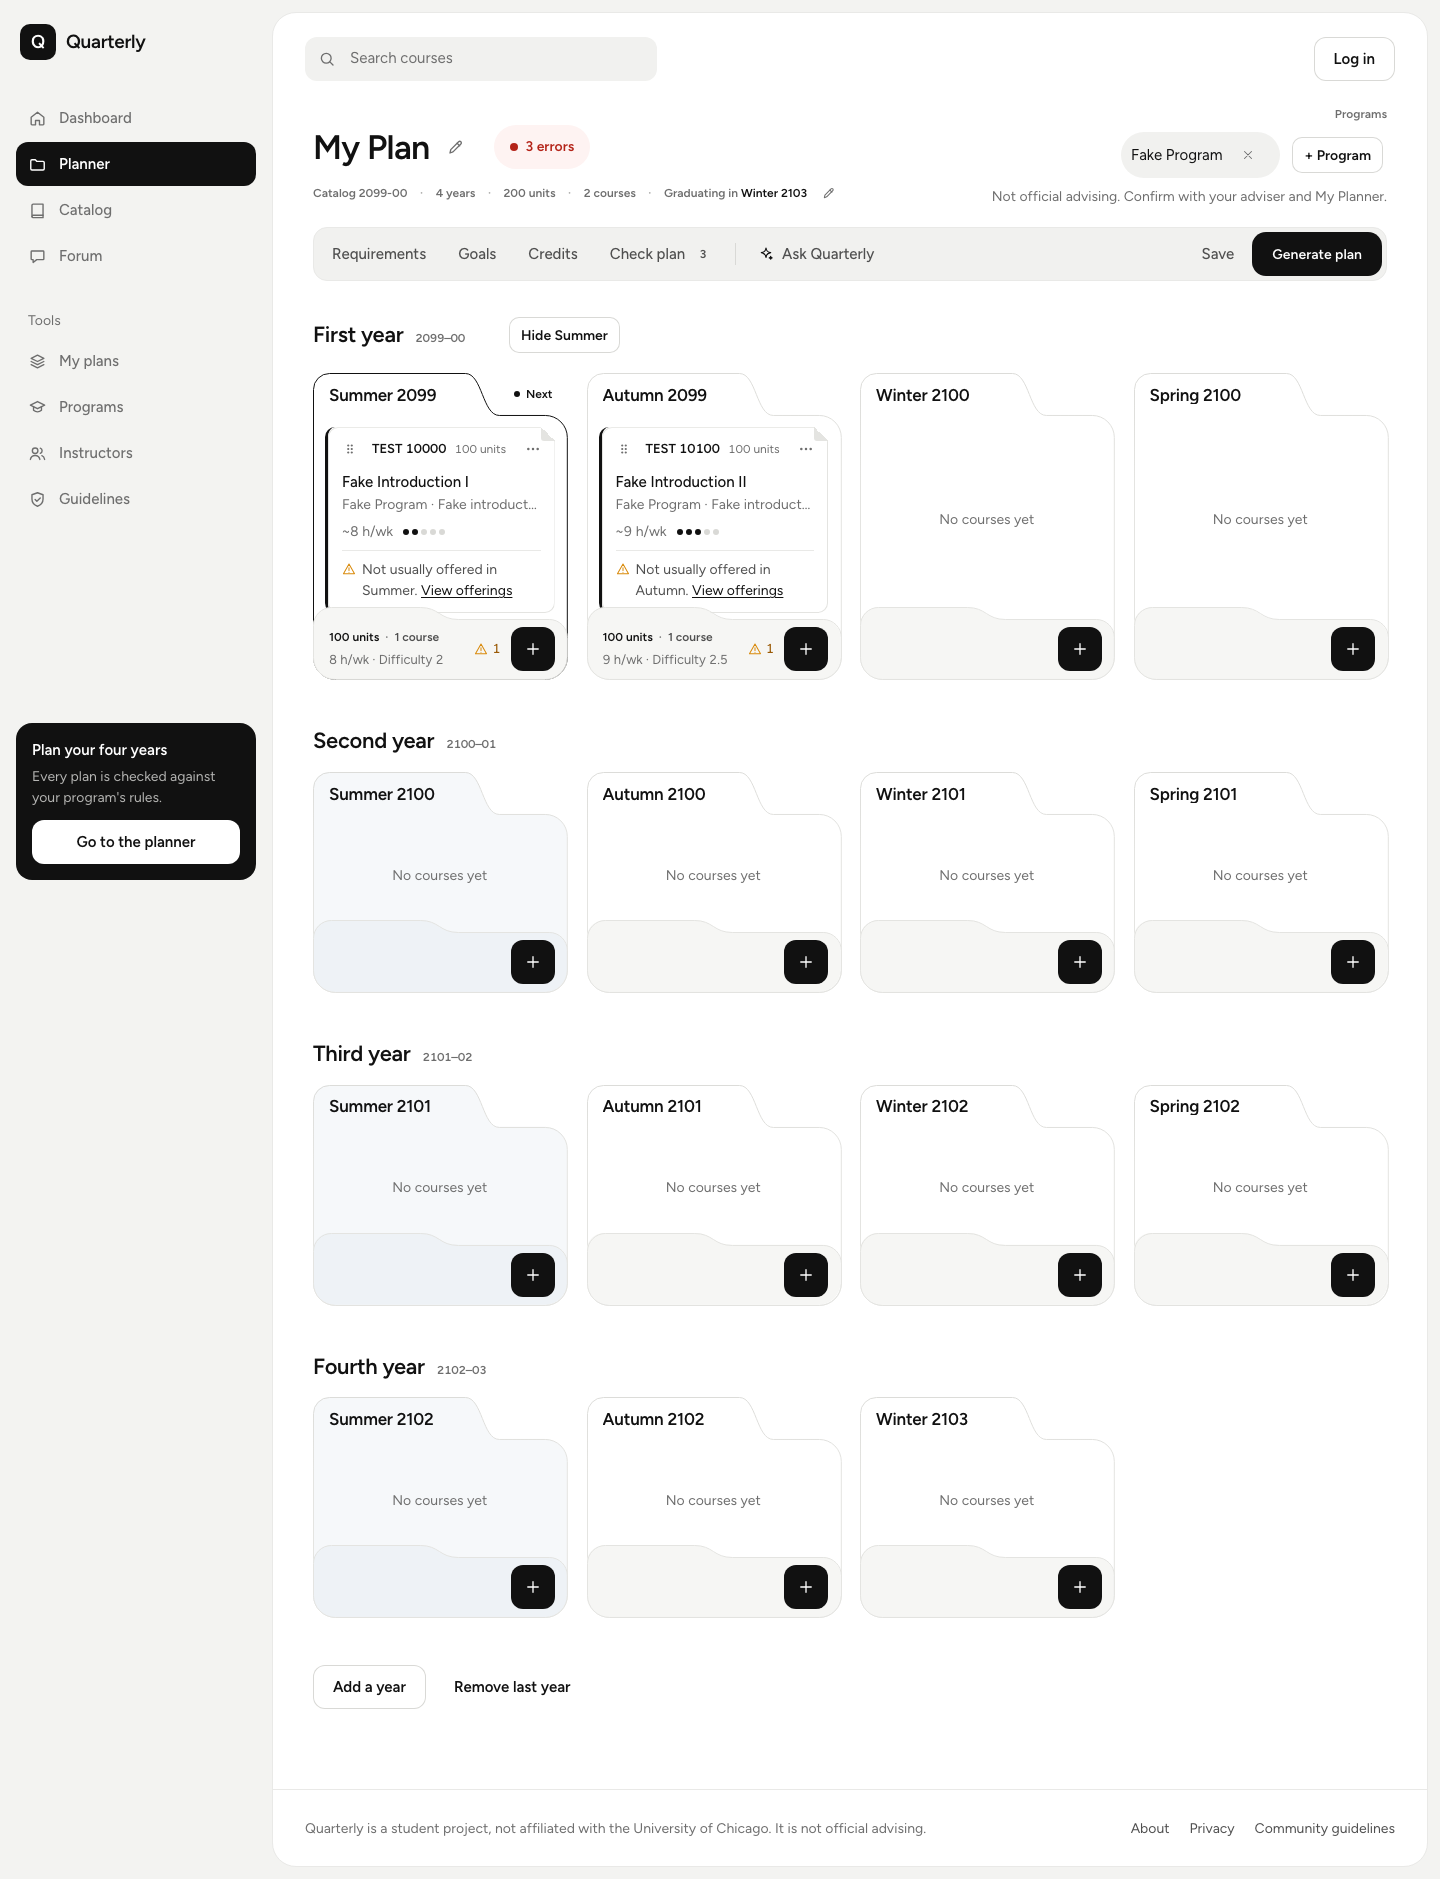 Q Quarterly
Dashboard
Planner
Catalog
Forum
Tools
My plans
Programs
Instructors
Guidelines
Plan your four years
Every plan is checked against
your program's rules.
Go to the planner
Search courses
Log in
My Plan
3 errors
Programs
Fake Program
+ Program
Catalog 2099-00 · 4 years · 200 units · 2 courses · Graduating in Winter 2103
Not official advising. Confirm with your adviser and My Planner.
Requirements Goals Credits Check plan 3 Ask Quarterly Save Generate plan
First year 2099–00 Hide Summer
Summer 2099 Next
TEST 10000 100 units
Fake Introduction I
Fake Program · Fake introduct...
~8 h/wk
Not usually offered in
Summer. View offerings
100 units · 1 course
8 h/wk · Difficulty 2
1
Autumn 2099
TEST 10100 100 units
Fake Introduction II
Fake Program · Fake introduct...
~9 h/wk
Not usually offered in
Autumn. View offerings
100 units · 1 course
9 h/wk · Difficulty 2.5
1
Winter 2100
No courses yet
Spring 2100
No courses yet
Second year 2100–01
Summer 2100
No courses yet
Autumn 2100
No courses yet
Winter 2101
No courses yet
Spring 2101
No courses yet
Third year 2101–02
Summer 2101
No courses yet
Autumn 2101
No courses yet
Winter 2102
No courses yet
Spring 2102
No courses yet
Fourth year 2102–03
Summer 2102
No courses yet
Autumn 2102
No courses yet
Winter 2103
No courses yet
Add a year
Remove last year
Quarterly is a student project, not affiliated with the University of Chicago. It is not official advising.
About Privacy Community guidelines